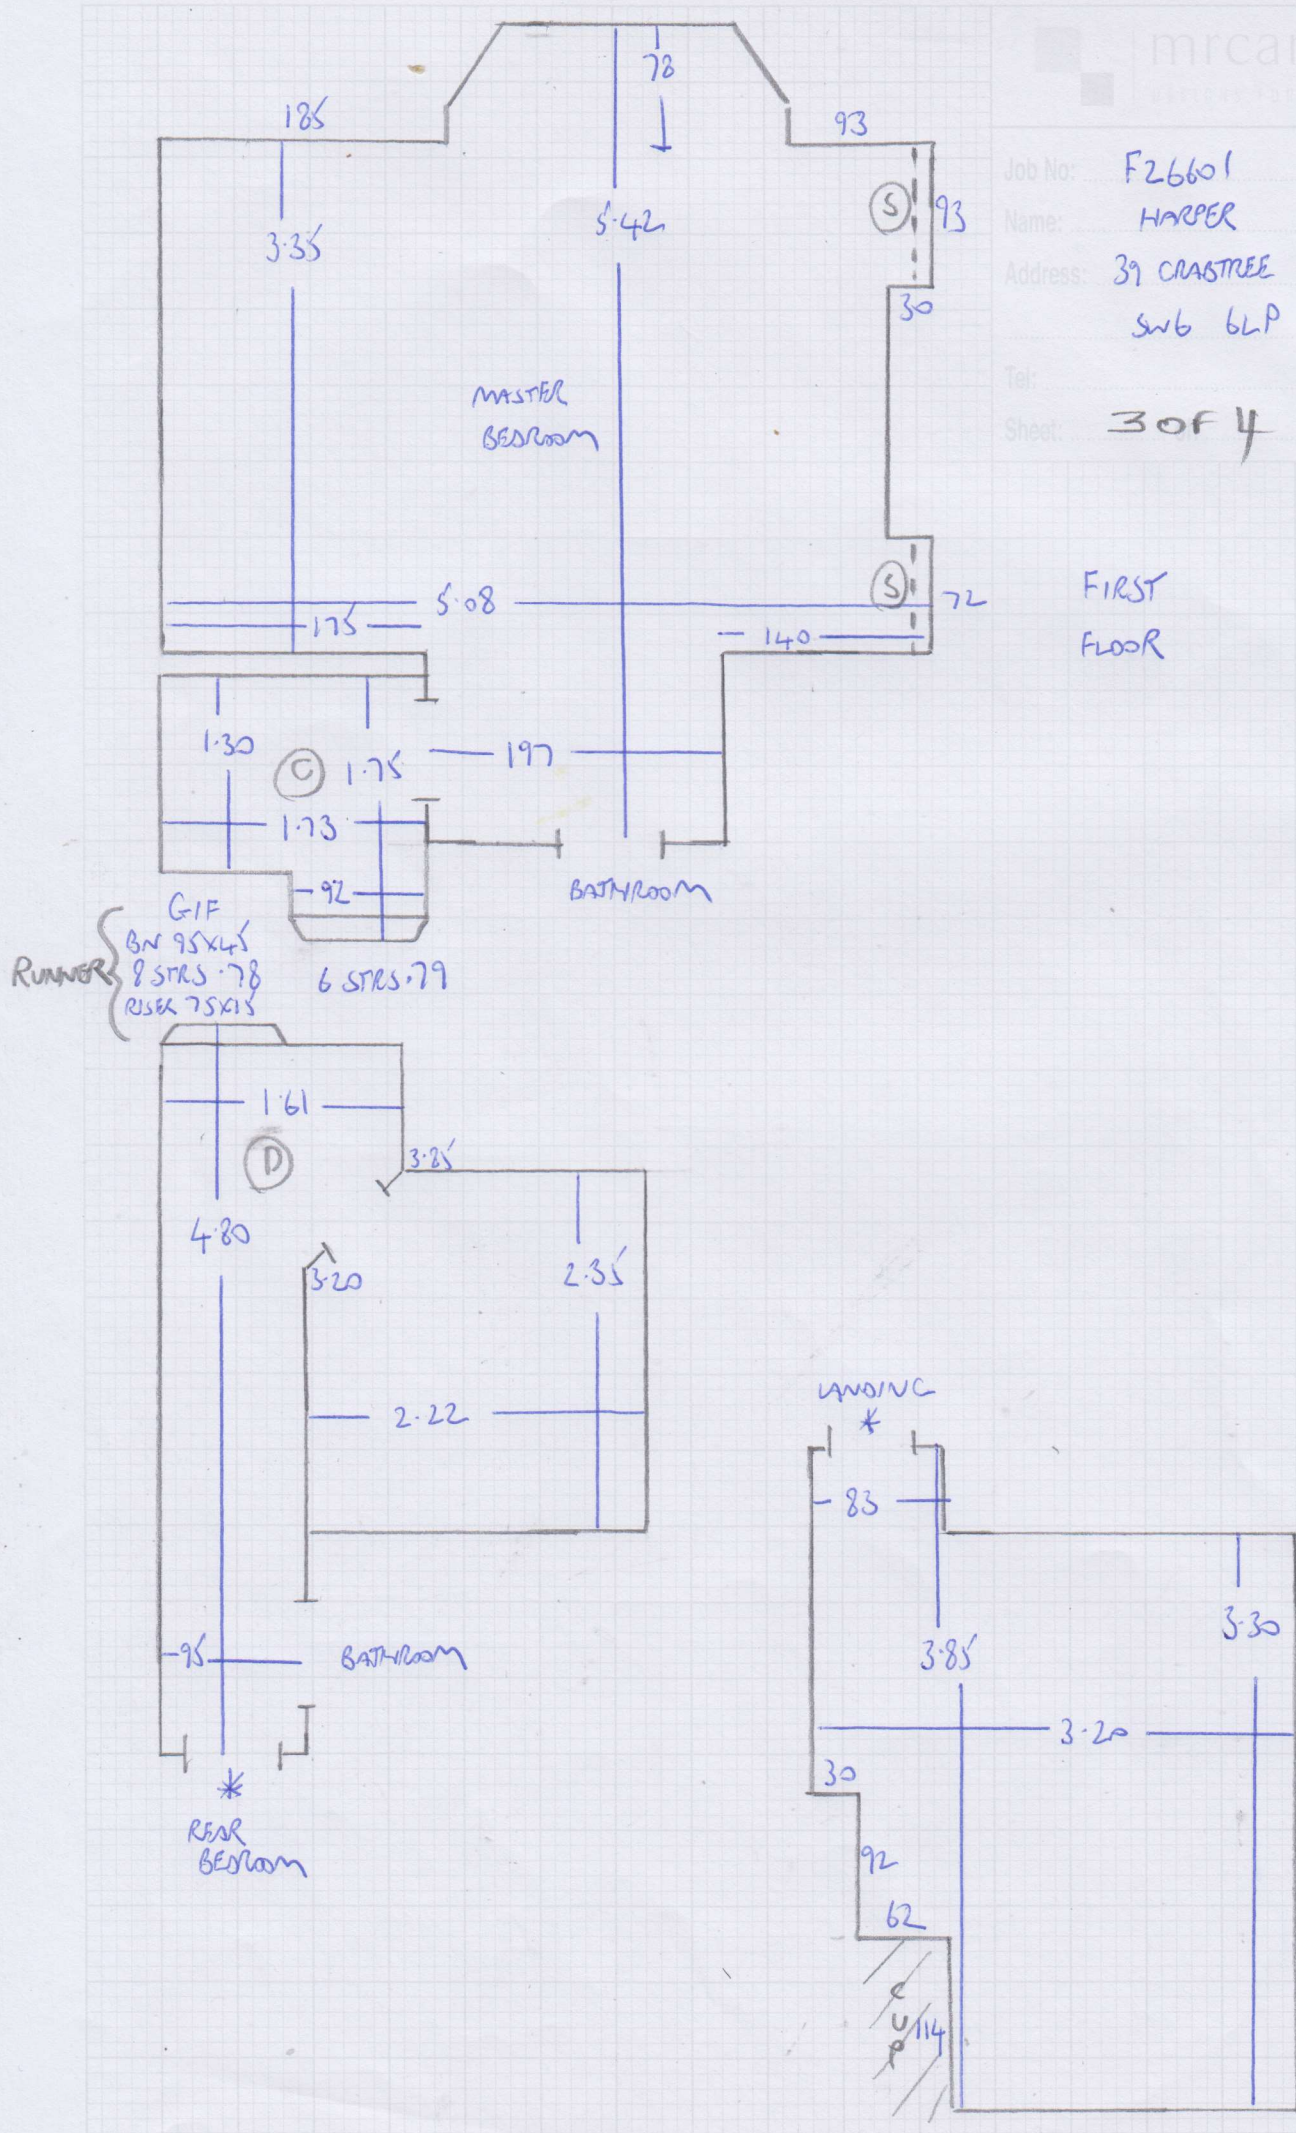 mrcar
Job No: F26601
Name: HARPER
Address: 39 CRABTREE
SW6 6LP
Tel:
Sheet: 3 OF 4
FIRST
FLOOR
78
185
93
S
93
3.35
5.42
30
MASTER
BEDROOM
S
72
5.08
175
140
1.30
C
1.75
197
1.73
92
BATHROOM
GIF
BN 95X45
RUNNER
8 STRS .78
RISER 75X15
6 STRS .79
1.61
D
3.85
4.80
3.20
2.35
2.22
95
BATHROOM
*
REAR
BEDROOM
LANDING
*
83
3.30
3.85
3.20
30
92
62
CUP
114